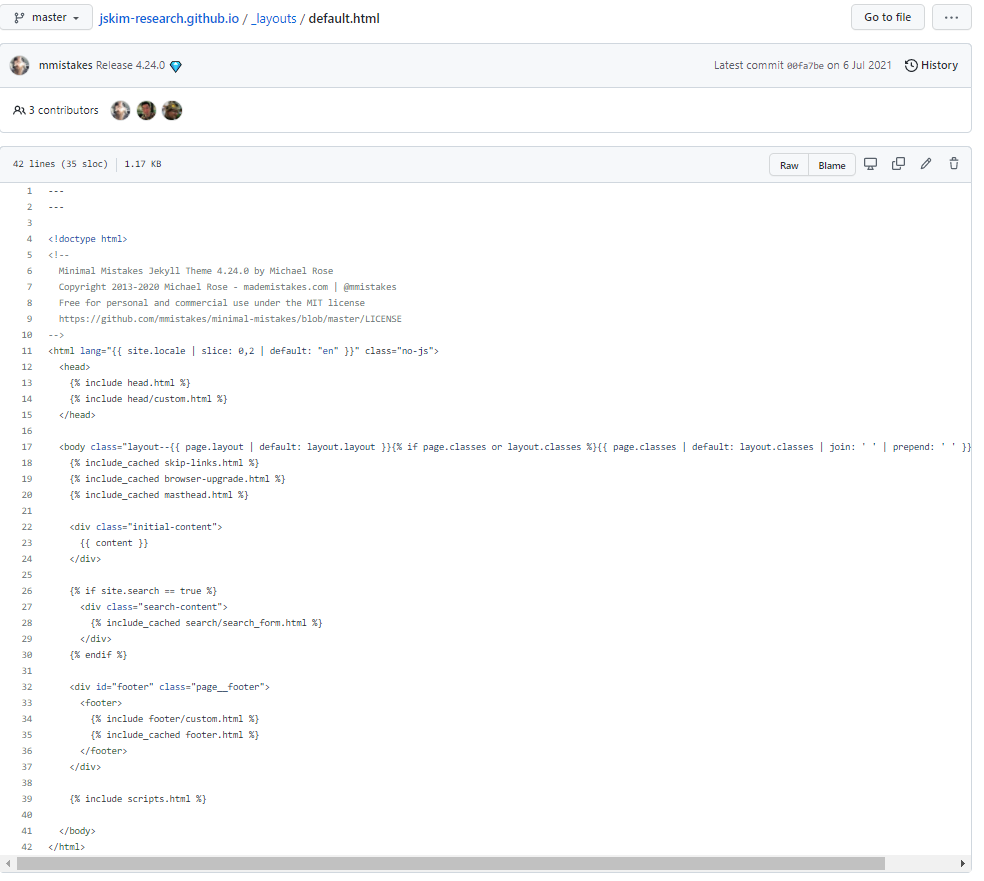 master jskim-research.github.io / _layouts / default.html Go to file ...
mmistakes Release 4.24.0 Latest commit 00fa7be on 6 Jul 2021 History
3 contributors
42 lines (35 sloc) 1.17 KB Raw Blame
1 ---
2 ---
3
4 <!doctype html>
5 <!--
6 Minimal Mistakes Jekyll Theme 4.24.0 by Michael Rose
7 Copyright 2013-2020 Michael Rose - mademistakes.com | @mmistakes
8 Free for personal and commercial use under the MIT license
9 https://github.com/mmistakes/minimal-mistakes/blob/master/LICENSE
10 -->
11 <html lang="{{ site.locale | slice: 0,2 | default: "en" }}" class="no-js">
12 <head>
13 {% include head.html %}
14 {% include head/custom.html %}
15 </head>
16
17 <body class="layout--{{ page.layout | default: layout.layout }}{% if page.classes or layout.classes %}{{ page.classes | default: layout.classes | join: ' ' | prepend: ' ' }}
18 {% include_cached skip-links.html %}
19 {% include_cached browser-upgrade.html %}
20 {% include_cached masthead.html %}
21
22 <div class="initial-content">
23 {{ content }}
24 </div>
25
26 {% if site.search == true %}
27 <div class="search-content">
28 {% include_cached search/search_form.html %}
29 </div>
30 {% endif %}
31
32 <div id="footer" class="page__footer">
33 <footer>
34 {% include footer/custom.html %}
35 {% include_cached footer.html %}
36 </footer>
37 </div>
38
39 {% include scripts.html %}
40
41 </body>
42 </html>